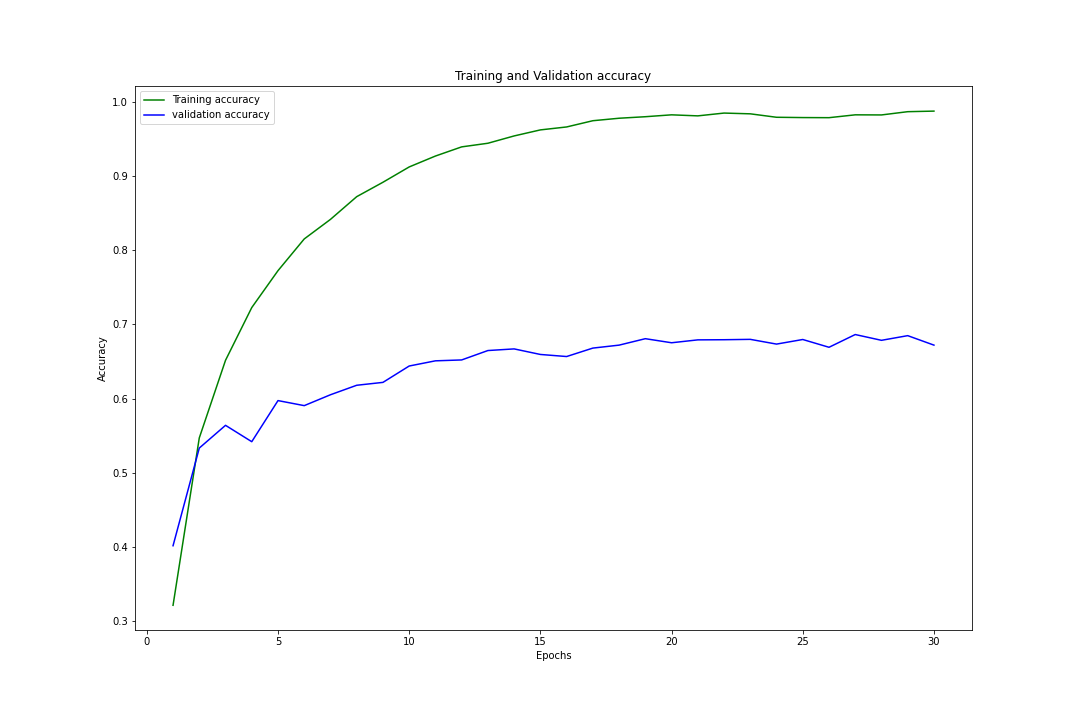 Training and Validation accuracy
Training accuracy
validation accuracy
1.0
0.9
0.8
0.7
0.6
0.5
0.4
0.3
Accuracy
0 5 10 15 20 25 30
Epochs